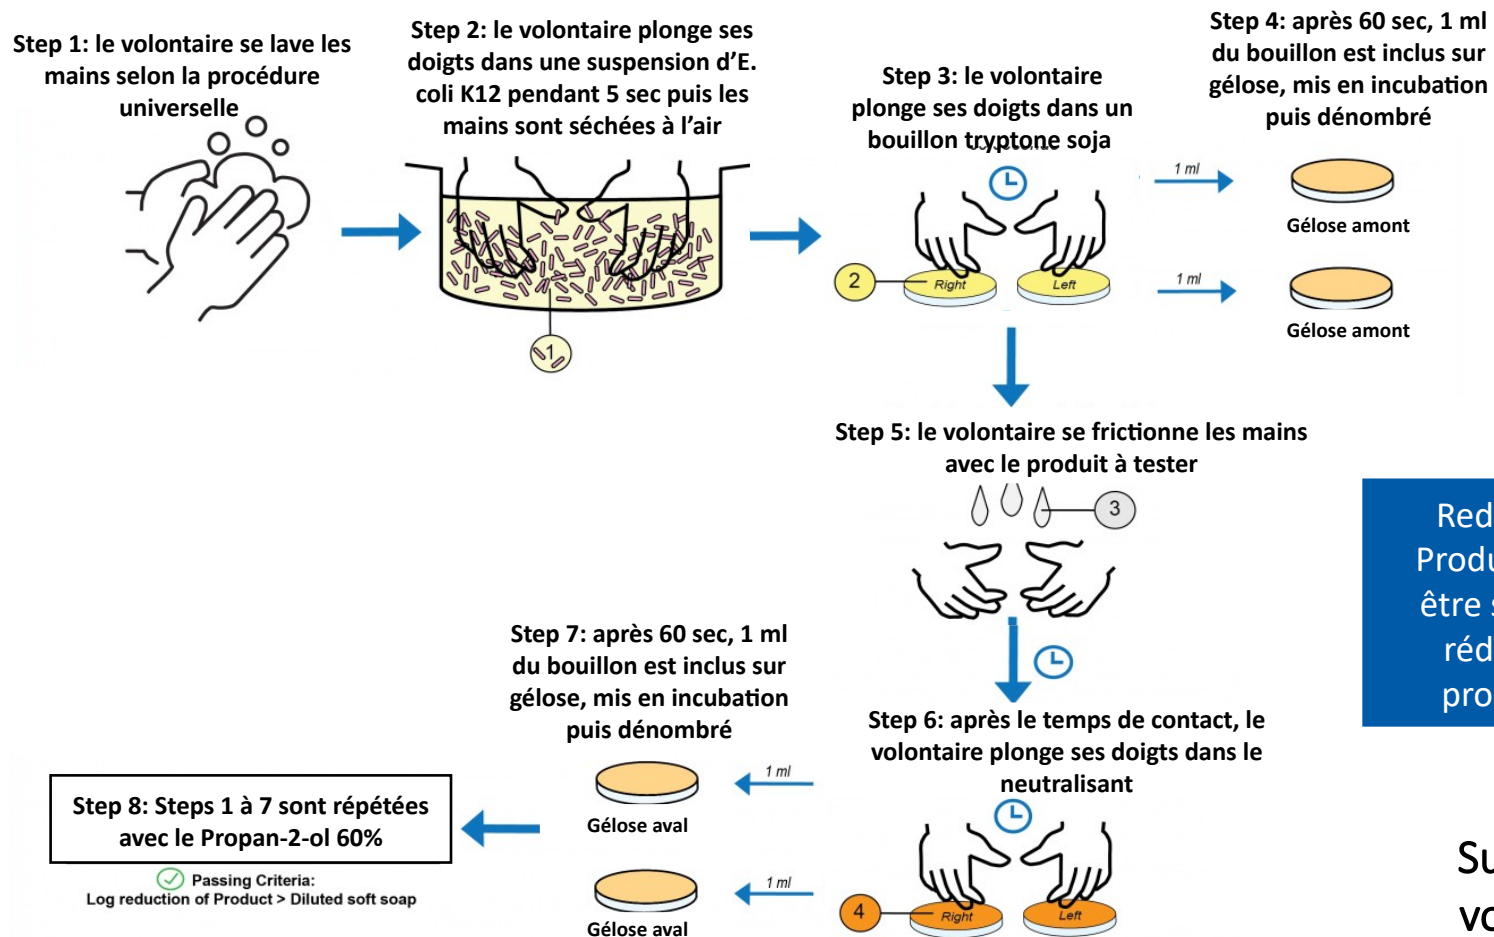 Step 1: le volontaire se lave les
mains selon la procédure
universelle
Step 2: le volontaire plonge ses
doigts dans une suspension d’E.
coli K12 pendant 5 sec puis les
mains sont séchées à l’air
1
Step 3: le volontaire
plonge ses doigts dans un
bouillon tryptone soja
2
Right
Left
Step 4: après 60 sec, 1 ml
du bouillon est inclus sur
gélose, mis en incubation
puis dénombré
1 ml
Gélose amont
1 ml
Gélose amont
Step 5: le volontaire se frictionne les mains
avec le produit à tester
3
Step 6: après le temps de contact, le
volontaire plonge ses doigts dans le
neutralisant
4
Right
Left
Step 7: après 60 sec, 1 ml
du bouillon est inclus sur
gélose, mis en incubation
puis dénombré
1 ml
Gélose aval
1 ml
Gélose aval
Step 8: Steps 1 à 7 sont répétées
avec le Propan-2-ol 60%
Passing Criteria:
Log reduction of Product > Diluted soft soap
Red
Produ
être s
réd
pro
Su
vo